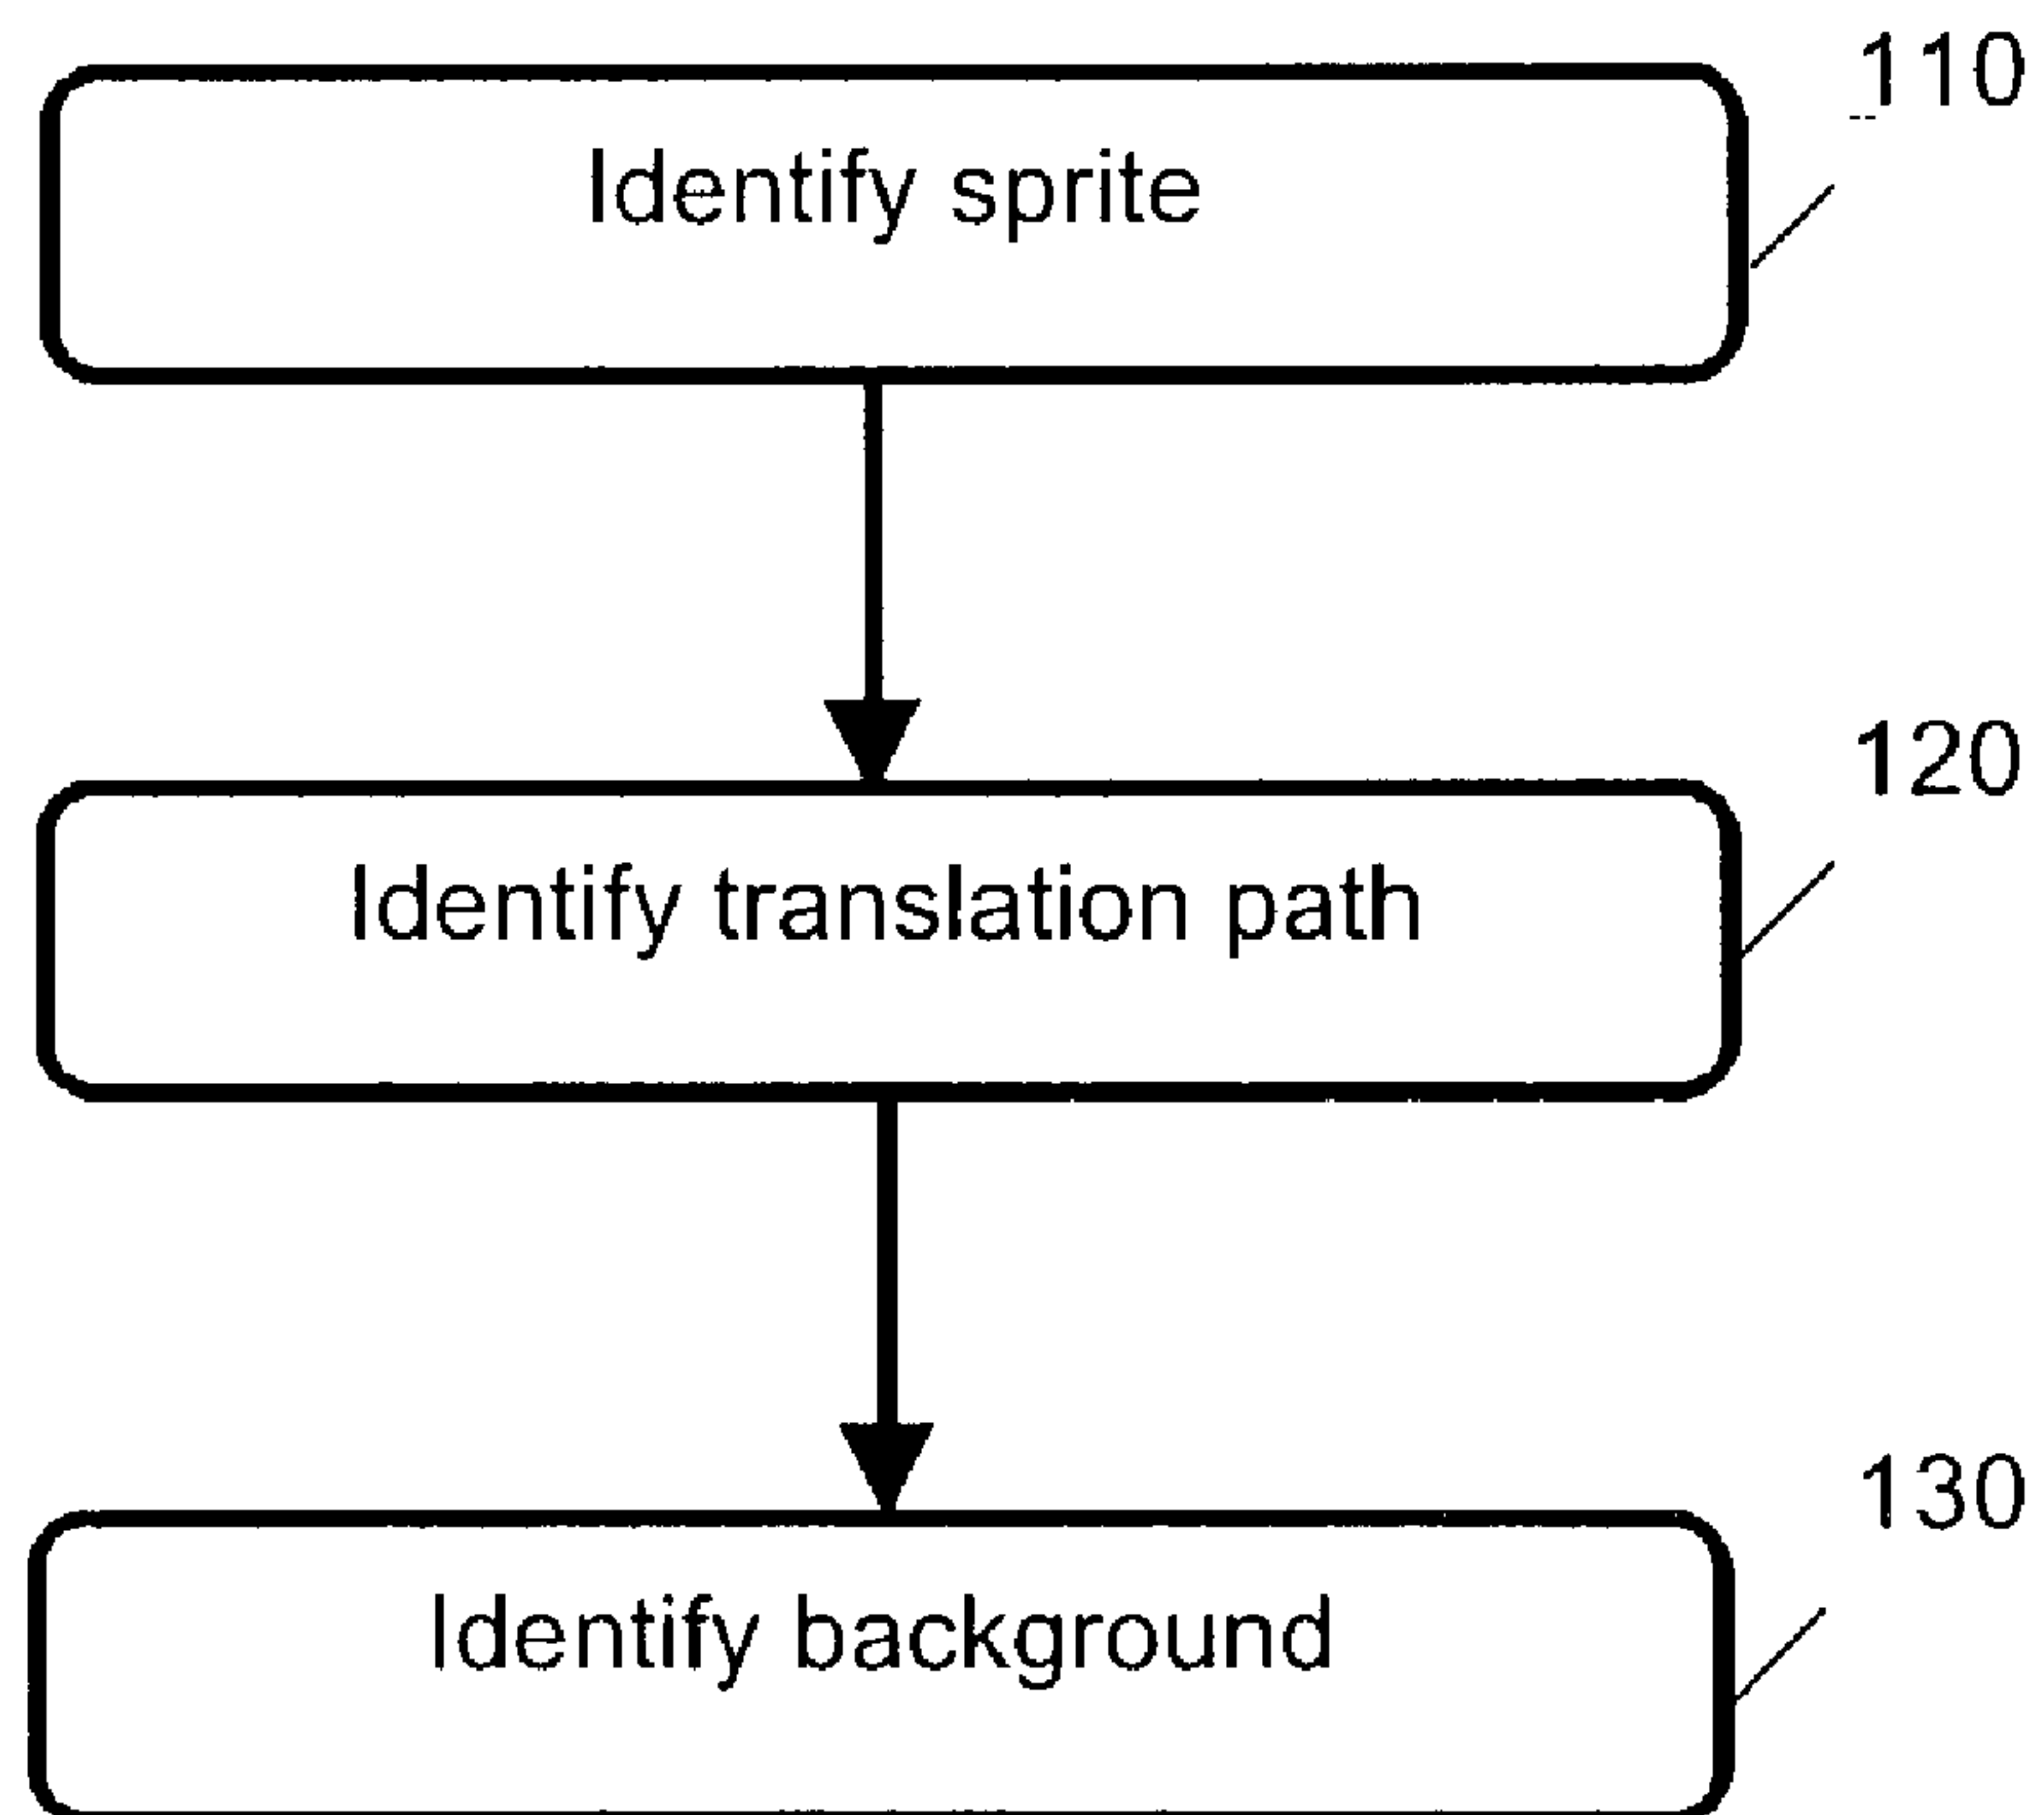 110
Identify sprite
120
Identify translation path
130
Identify background